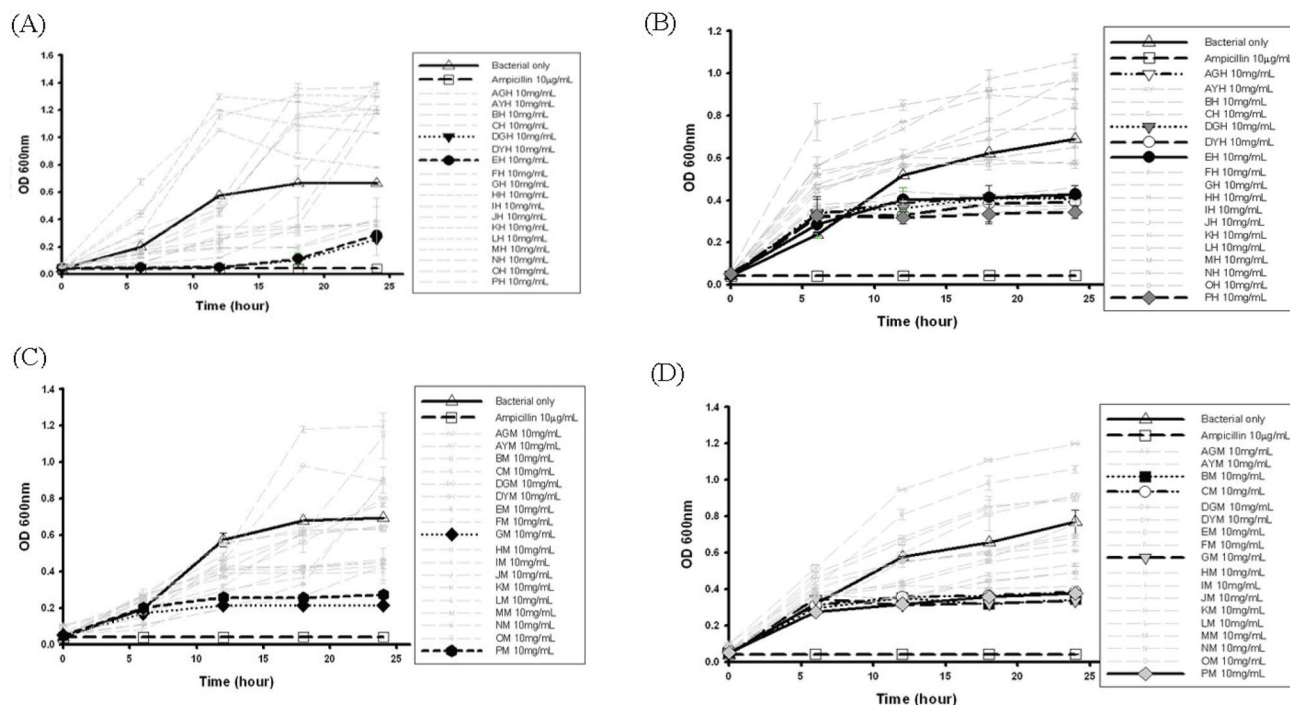 (A)
1.6
1.4
1.2
1.0
0.8
0.6
0.4
0.2
0.0
OD 600nm
0
5
10
15
20
25
Time (hour)
Bacterial only
Ampicillin 10μg/mL
AGH 10mg/mL
AYH 10mg/mL
BH 10mg/mL
CH 10mg/mL
DGH 10mg/mL
DYH 10mg/mL
EH 10mg/mL
FH 10mg/mL
GH 10mg/mL
HH 10mg/mL
IH 10mg/mL
JH 10mg/mL
KH 10mg/mL
LH 10mg/mL
MH 10mg/mL
NH 10mg/mL
OH 10mg/mL
PH 10mg/mL
(B)
1.2
1.0
0.8
0.6
0.4
0.2
0.0
OD 600nm
0
5
10
15
20
25
Time (hour)
Bacterial only
Ampicillin 10μg/mL
AGH 10mg/mL
AYH 10mg/mL
BH 10mg/mL
CH 10mg/mL
DGH 10mg/mL
DYH 10mg/mL
EH 10mg/mL
FH 10mg/mL
GH 10mg/mL
HH 10mg/mL
IH 10mg/mL
JH 10mg/mL
KH 10mg/mL
LH 10mg/mL
MH 10mg/mL
NH 10mg/mL
OH 10mg/mL
PH 10mg/mL
(C)
1.4
1.2
1.0
0.8
0.6
0.4
0.2
0.0
OD 600nm
0
5
10
15
20
25
Time (hour)
Bacterial only
Ampicillin 10μg/mL
AGM 10mg/mL
AYM 10mg/mL
BM 10mg/mL
CM 10mg/mL
DGM 10mg/mL
DYM 10mg/mL
EM 10mg/mL
FM 10mg/mL
GM 10mg/mL
HM 10mg/mL
IM 10mg/mL
JM 10mg/mL
KM 10mg/mL
LM 10mg/mL
MM 10mg/mL
NM 10mg/mL
OM 10mg/mL
PM 10mg/mL
(D)
1.4
1.2
1.0
0.8
0.6
0.4
0.2
0.0
OD 600nm
0
5
10
15
20
25
Time (hour)
Bacterial only
Ampicillin 10μg/mL
AGM 10mg/mL
AYM 10mg/mL
BM 10mg/mL
CM 10mg/mL
DGM 10mg/mL
DYM 10mg/mL
EM 10mg/mL
FM 10mg/mL
GM 10mg/mL
HM 10mg/mL
IM 10mg/mL
JM 10mg/mL
KM 10mg/mL
LM 10mg/mL
MM 10mg/mL
NM 10mg/mL
OM 10mg/mL
PM 10mg/mL